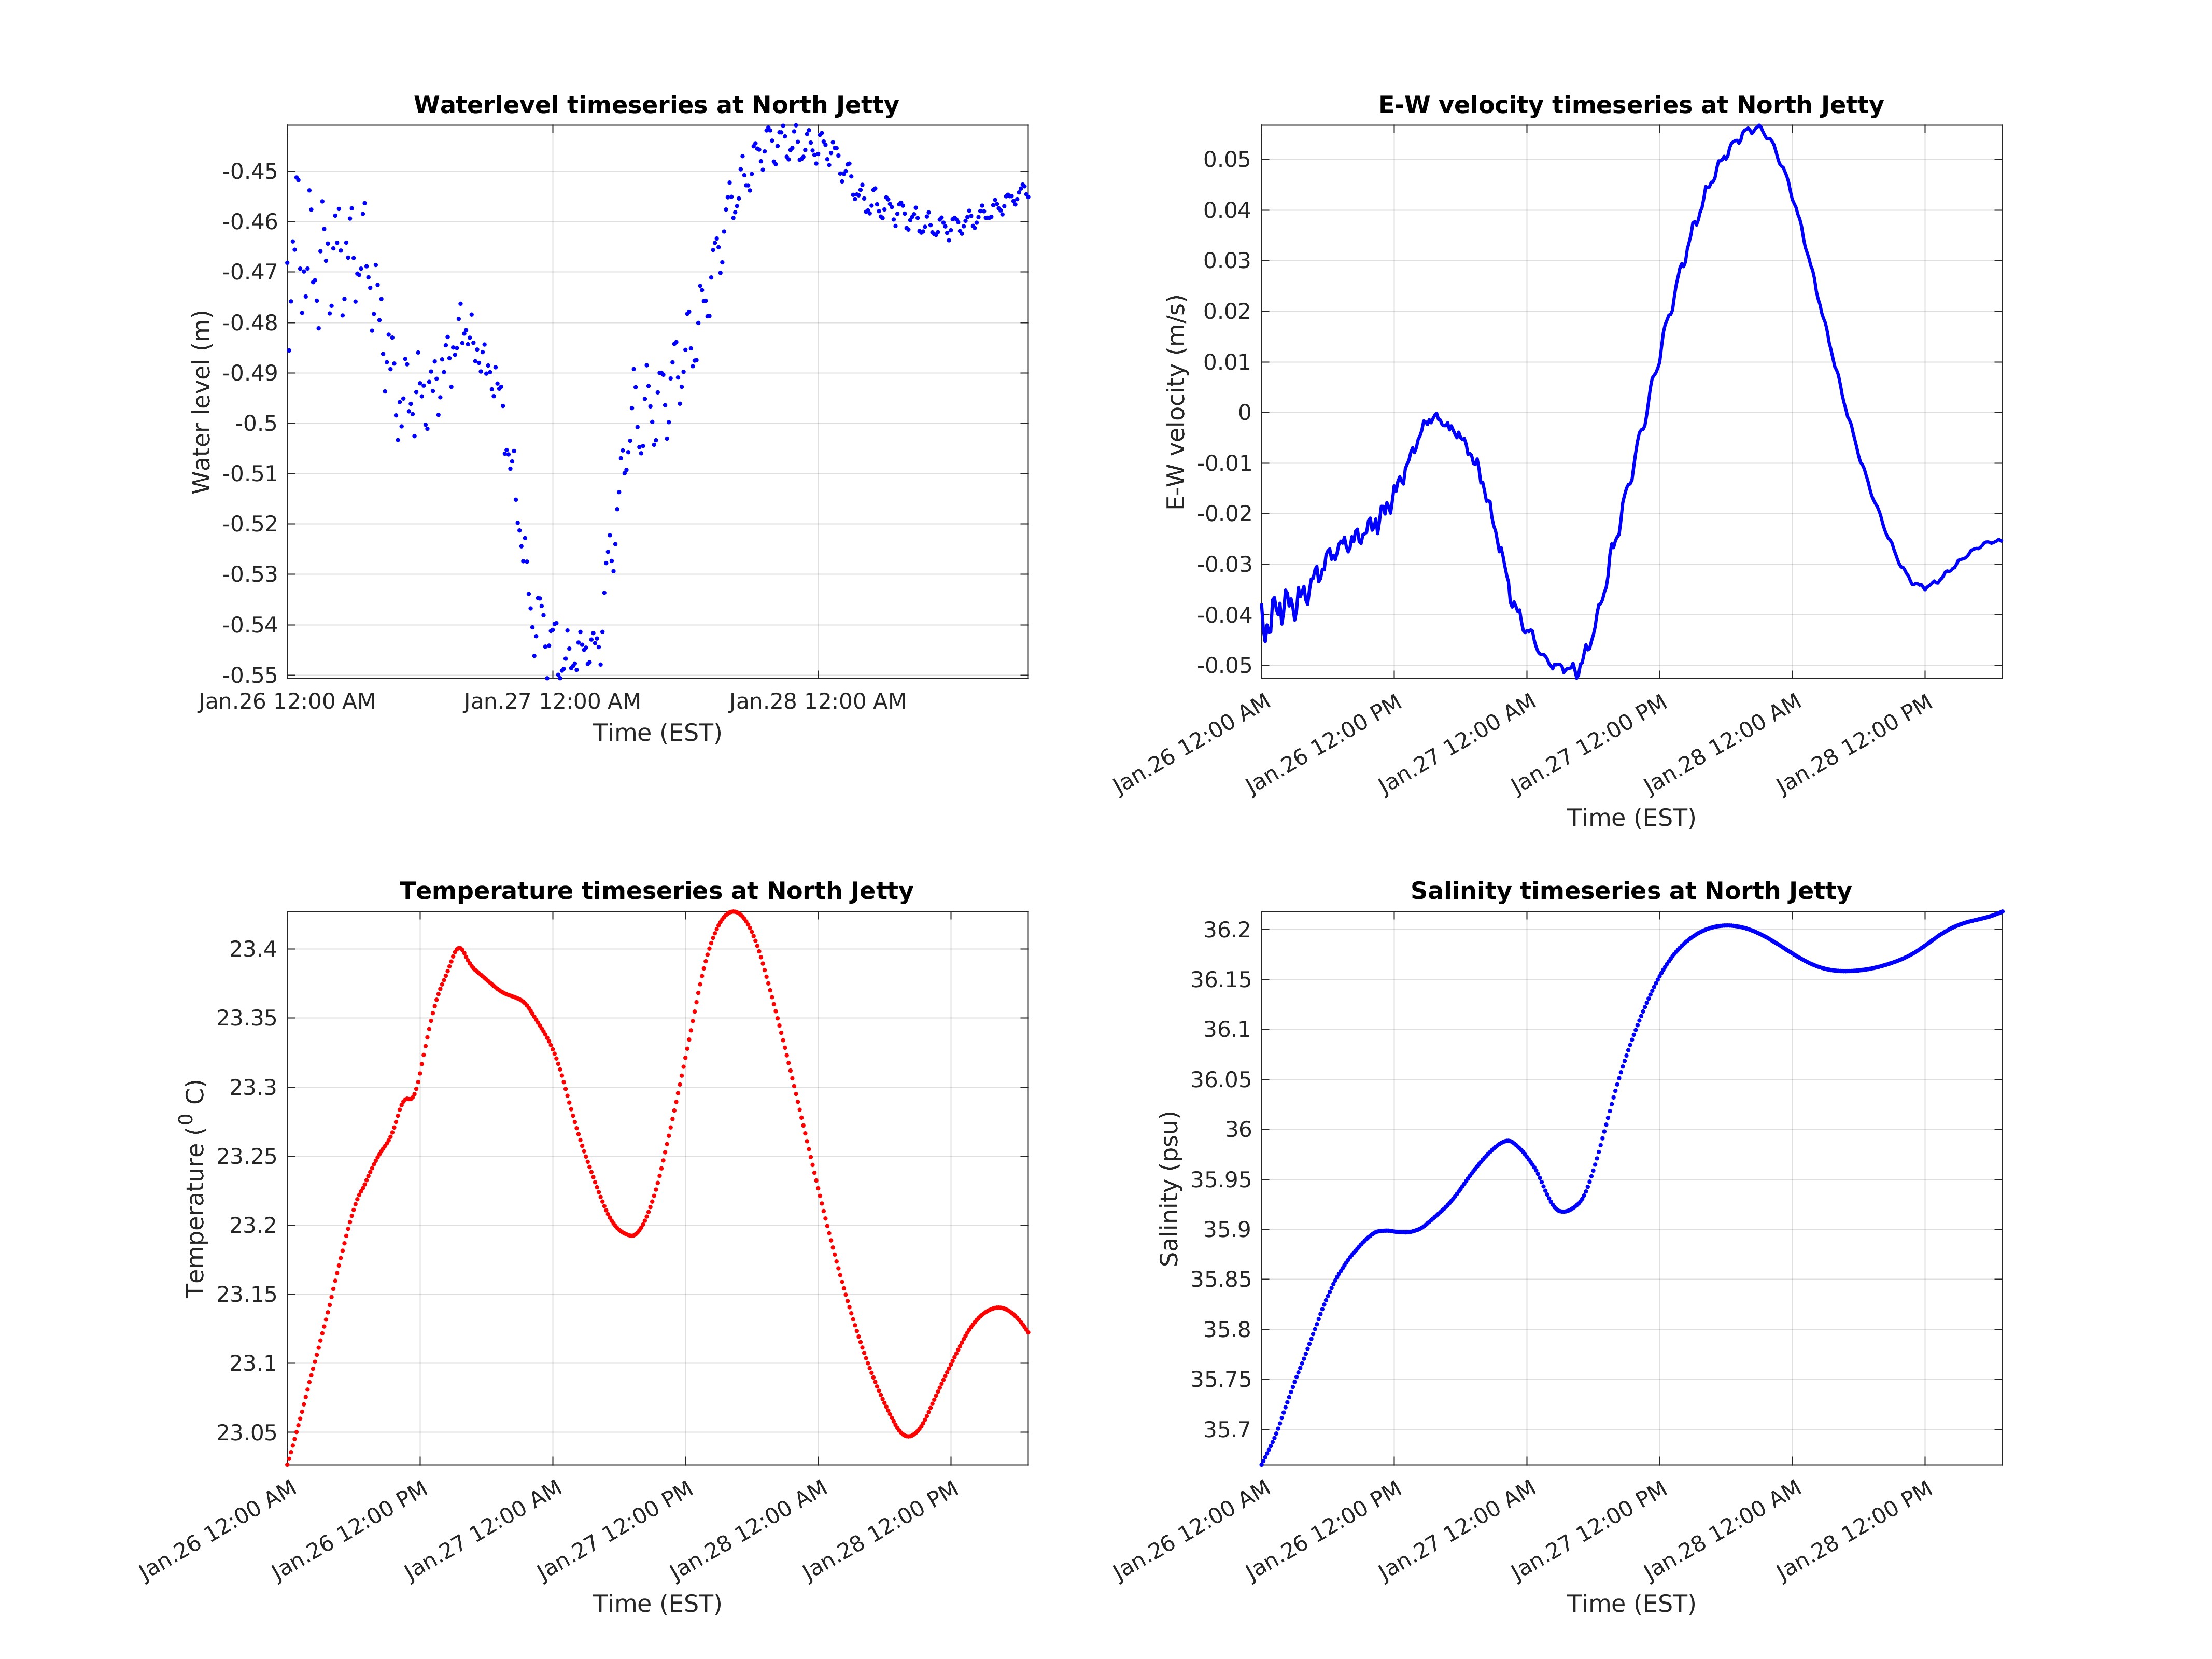 Waterlevel timeseries at North Jetty
-0.45
-0.46
-0.47
-0.48
-0.49
-0.5
-0.51
-0.52
-0.53
-0.54
-0.55
Water level (m)
Jan.26 12:00 AM
Jan.27 12:00 AM
Jan.28 12:00 AM
Time (EST)
E-W velocity timeseries at North Jetty
0.05
0.04
0.03
0.02
0.01
0
-0.01
-0.02
-0.03
-0.04
-0.05
E-W velocity (m/s)
Jan.26 12:00 AM
Jan.26 12:00 PM
Jan.27 12:00 AM
Jan.27 12:00 PM
Jan.28 12:00 AM
Jan.28 12:00 PM
Time (EST)
Temperature timeseries at North Jetty
23.4
23.35
23.3
23.25
23.2
23.15
23.1
23.05
Temperature (⁰ C)
Jan.26 12:00 AM
Jan.26 12:00 PM
Jan.27 12:00 AM
Jan.27 12:00 PM
Jan.28 12:00 AM
Jan.28 12:00 PM
Time (EST)
Salinity timeseries at North Jetty
36.2
36.15
36.1
36.05
36
35.95
35.9
35.85
35.8
35.75
35.7
Salinity (psu)
Jan.26 12:00 AM
Jan.26 12:00 PM
Jan.27 12:00 AM
Jan.27 12:00 PM
Jan.28 12:00 AM
Jan.28 12:00 PM
Time (EST)